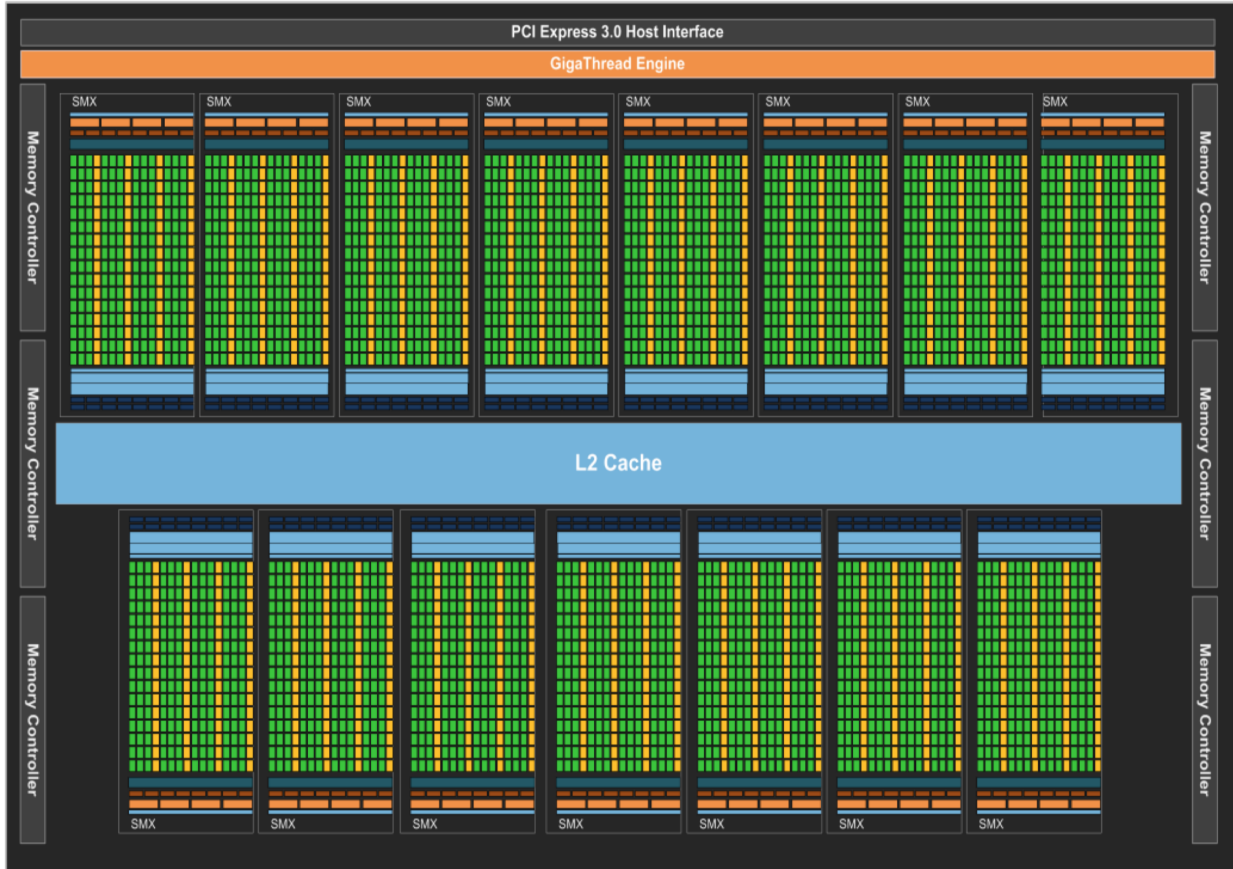 PCI Express 3.0 Host Interface
GigaThread Engine
SMX
SMX
SMX
SMX
SMX
SMX
SMX
SMX
Memory Controller
Memory Controller
Memory Controller
Memory Controller
L2 Cache
Memory Controller
Memory Controller
SMX
SMX
SMX
SMX
SMX
SMX
SMX